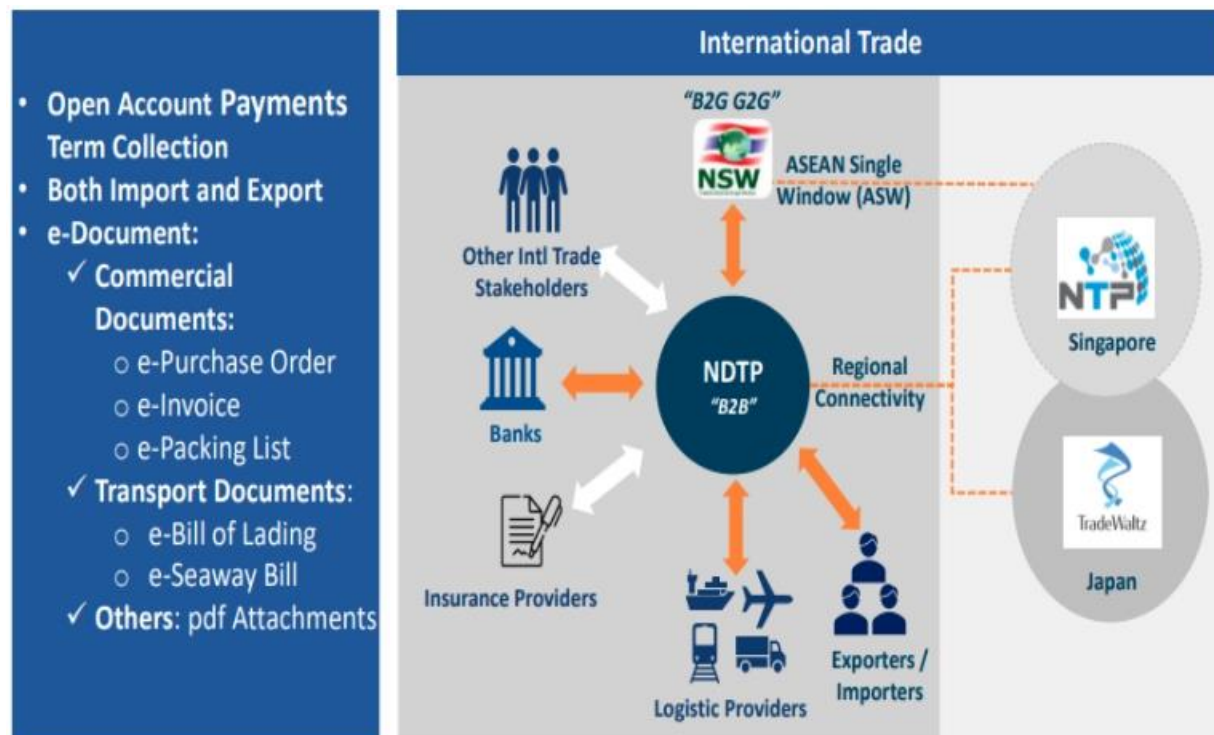 • Open Account Payments
Term Collection
• Both Import and Export
• e-Document:
✓ Commercial
Documents:
o e-Purchase Order
o e-Invoice
o e-Packing List
✓ Transport Documents:
o e-Bill of Lading
o e-Seaway Bill
✓ Others: pdf Attachments
International Trade
“B2G G2G”
NSW
ASEAN Single
Window (ASW)
Other Intl Trade
Stakeholders
NTP
Singapore
NDTP
“B2B”
Regional
Connectivity
Banks
TradeWaltz
Japan
Insurance Providers
Logistic Providers
Exporters /
Importers